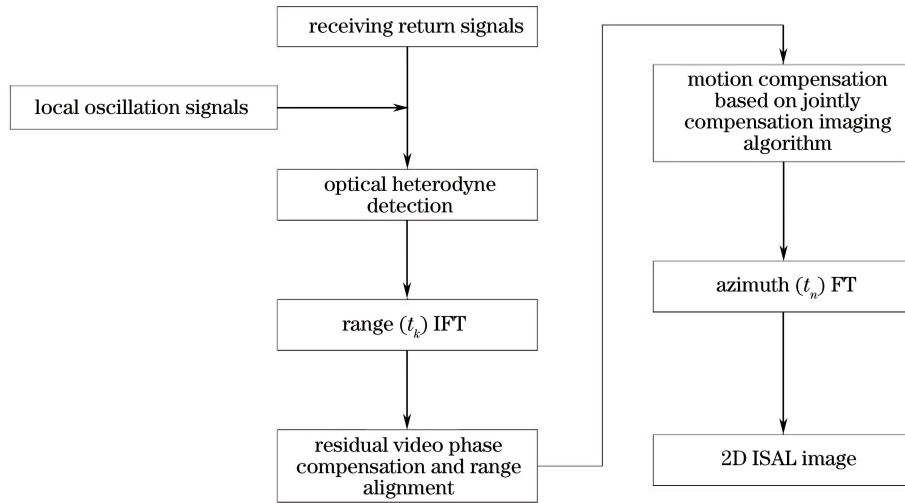 receiving return signals
local oscillation signals
optical heterodyne
detection
range (tₖ) IFT
residual video phase
compensation and range
alignment
motion compensation
based on jointly
compensation imaging
algorithm
azimuth (tₙ) FT
2D ISAL image